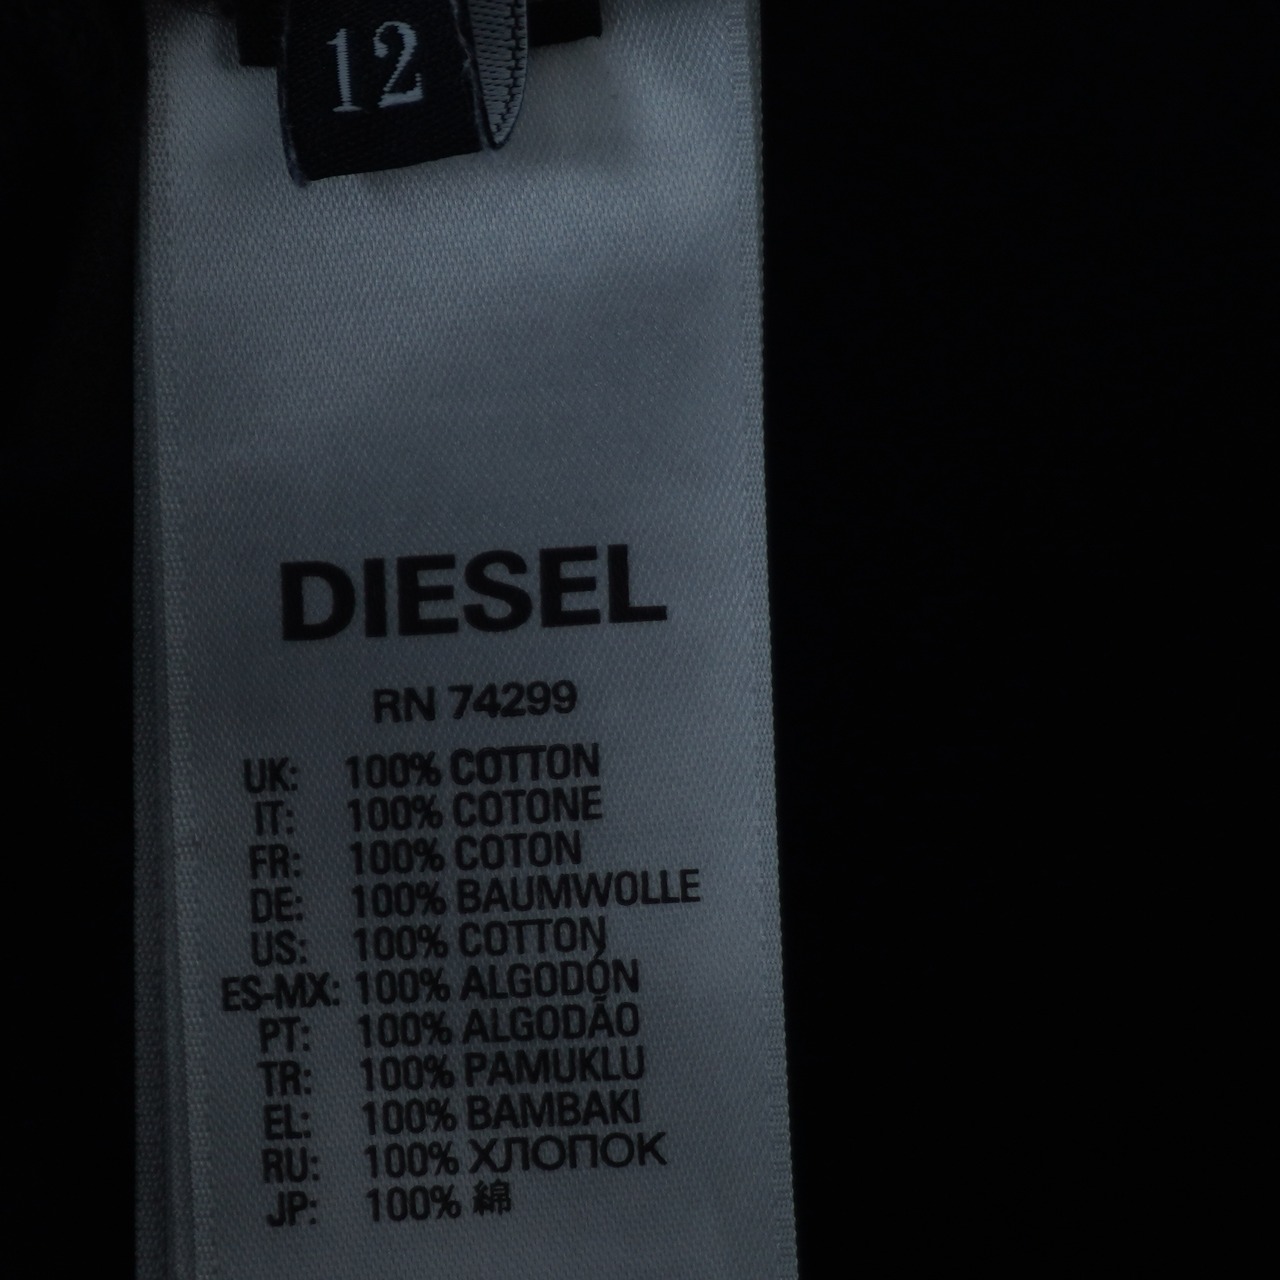 12
DIESEL
RN 74299
UK: 100% COTTON
IT: 100% COTONE
FR: 100% COTON
DE: 100% BAUMWOLLE
US: 100% COTTON
ES-MX: 100% ALGODÓN
PT: 100% ALGODÃO
TR: 100% PAMUKLU
EL: 100% BAMBAKI
RU: 100% ХЛОПОК
JP: 100% 綿